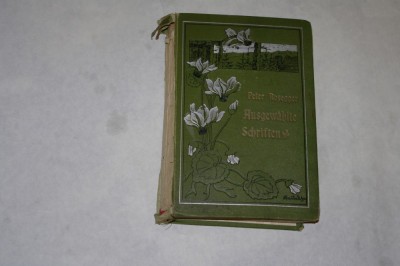 Peter Rosegger
Ausgewählte
Schriften